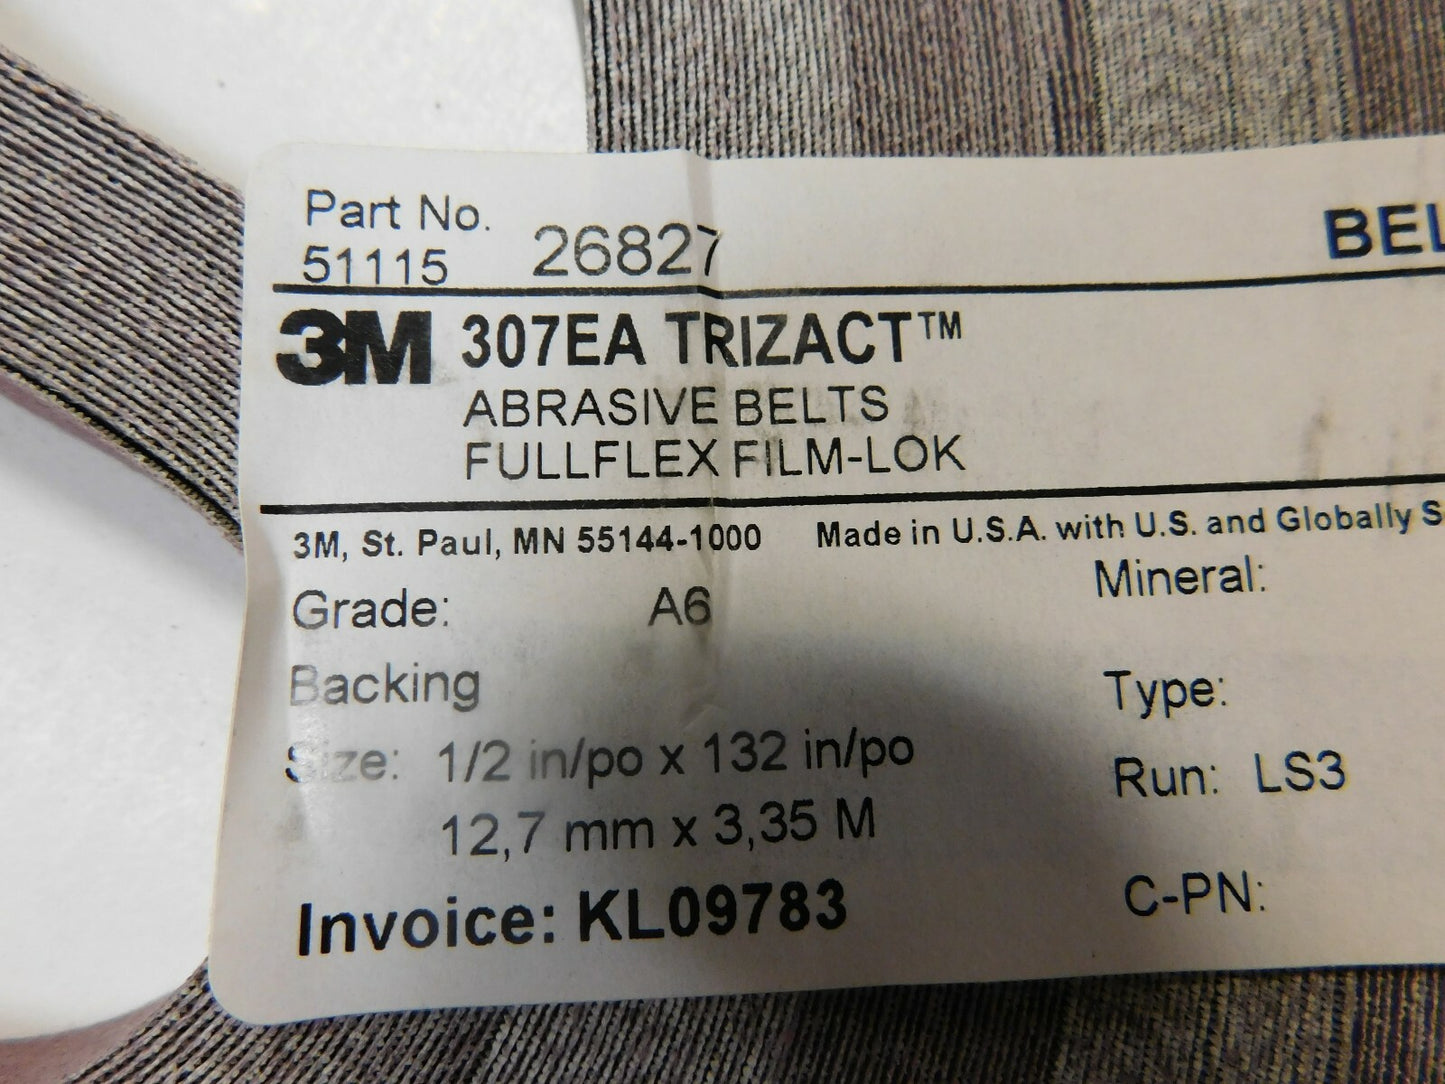 Part No.
51115 26827
BEL
3M 307EA TRIZACT™
ABRASIVE BELTS
FULLFLEX FILM-LOK
3M, St. Paul, MN 55144-1000 Made in U.S.A. with U.S. and Globally S
Grade: A6 Mineral:
Backing Type:
Size: 1/2 in/po x 132 in/po Run: LS3
12,7 mm x 3,35 M
Invoice: KL09783 C-PN: